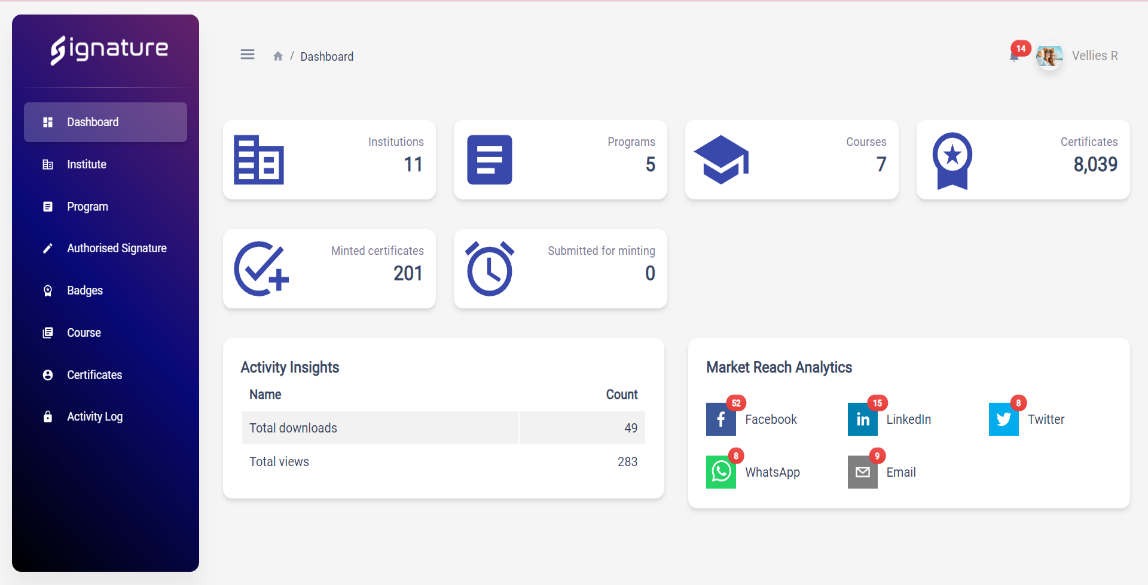 Signature
Dashboard
Institute
Program
Authorised Signature
Badges
Course
Certificates
Activity Log
/ Dashboard
14
Vellies R
Institutions
11
Programs
5
Courses
7
Certificates
8,039
Minted certificates
201
Submitted for minting
0
Activity Insights
Name Count
Total downloads 49
Total views 283
Market Reach Analytics
52
Facebook
15
in
LinkedIn
8
Twitter
8
WhatsApp
9
Email